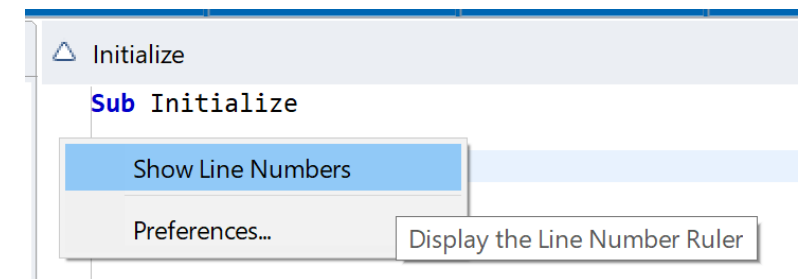 Initialize
Sub Initialize
Show Line Numbers
Preferences...
Display the Line Number Ruler